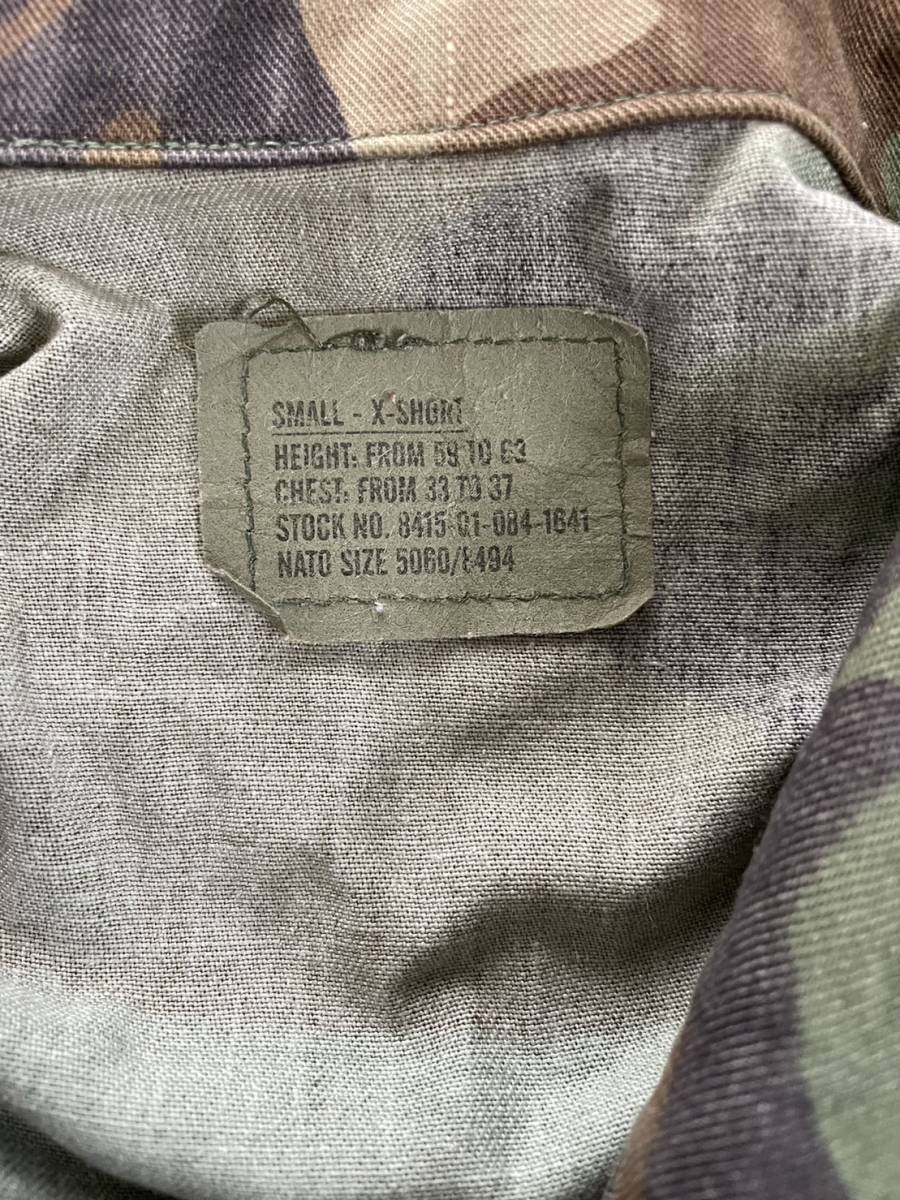 SMALL - X-SHORT
HEIGHT: FROM 59 TO 63
CHEST: FROM 33 TO 37
STOCK NO. 8415-01-084-1641
NATO SIZE 5060/8494